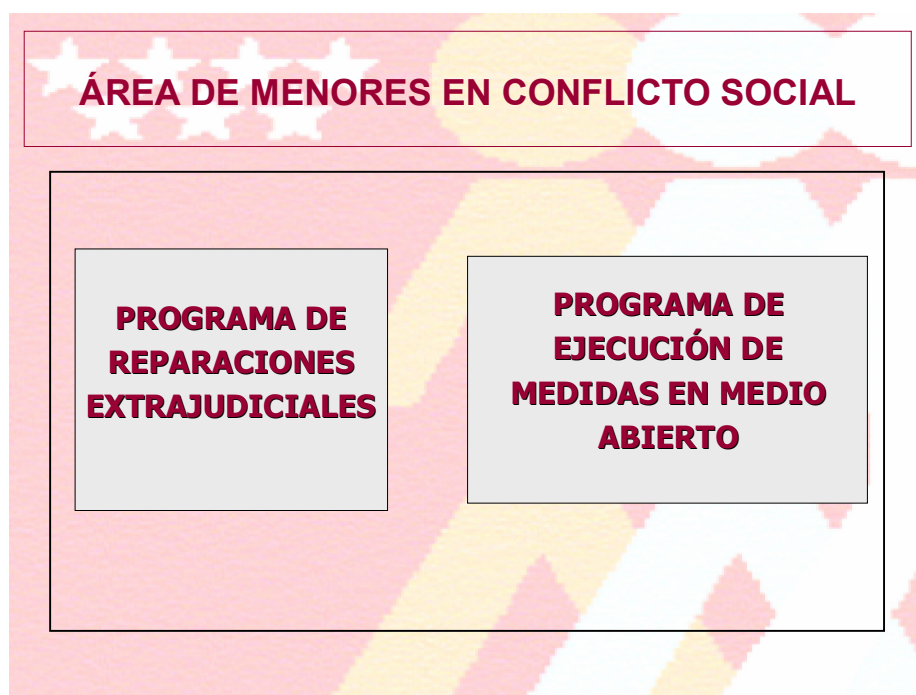 ÁREA DE MENORES EN CONFLICTO SOCIAL
PROGRAMA DE
REPARACIONES
EXTRAJUDICIALES
PROGRAMA DE
EJECUCIÓN DE
MEDIDAS EN MEDIO
ABIERTO